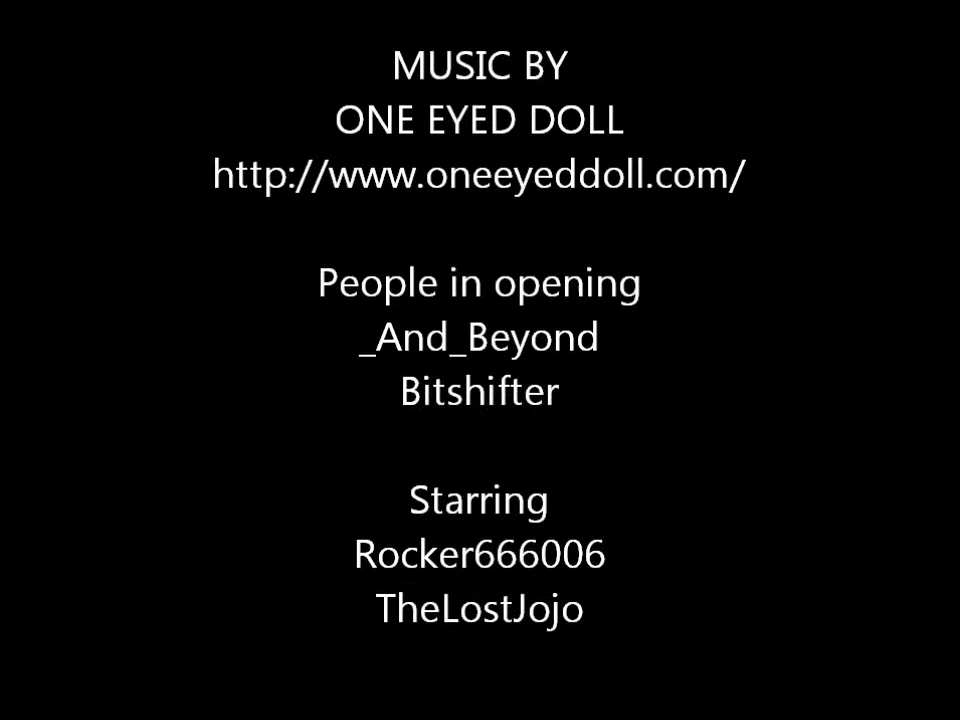 MUSIC BY
ONE EYED DOLL
http://www.oneeyeddoll.com/
People in opening
_And_Beyond
Bitshifter
Starring
Rocker666006
TheLostJojo